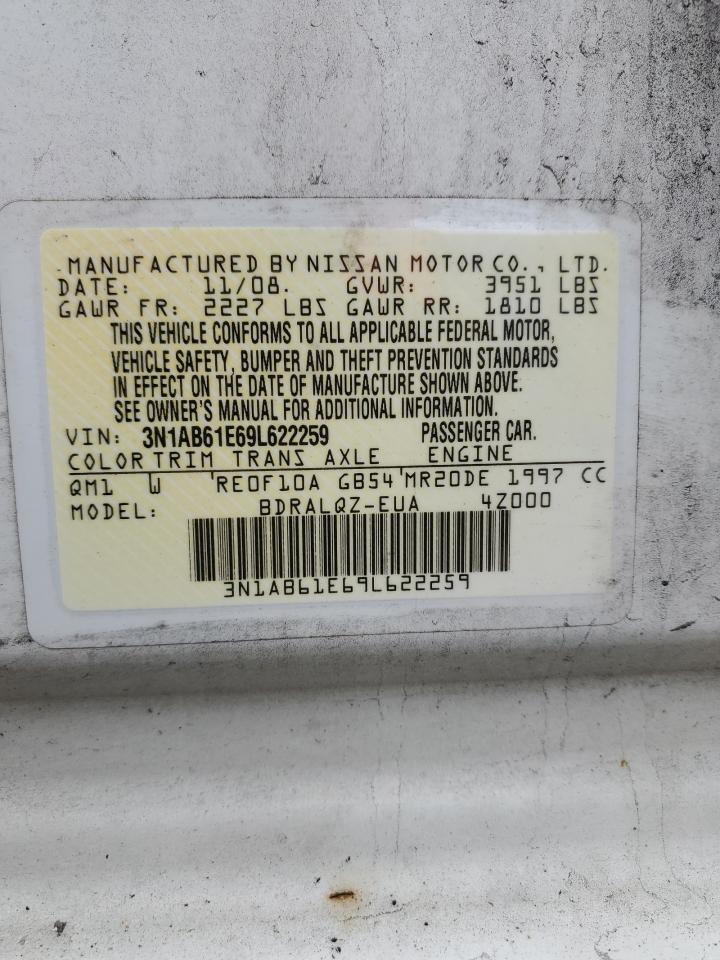 MANUFACTURED BY NISSAN MOTOR CO., LTD.
DATE: 11/08. GVWR: 3951 LBS
GAWR FR: 2227 LBS GAWR RR: 1810 LBS
THIS VEHICLE CONFORMS TO ALL APPLICABLE FEDERAL MOTOR,
VEHICLE SAFETY, BUMPER AND THEFT PREVENTION STANDARDS
IN EFFECT ON THE DATE OF MANUFACTURE SHOWN ABOVE.
SEE OWNER'S MANUAL FOR ADDITIONAL INFORMATION.
VIN: 3N1AB61E69L622259 PASSENGER CAR.
COLOR TRIM TRANS AXLE ENGINE
QM1 W RE0F10A GB54 MR20DE 1997 CC
MODEL: BDRALQZ-EUA 4Z000
3N1AB61E69L622259